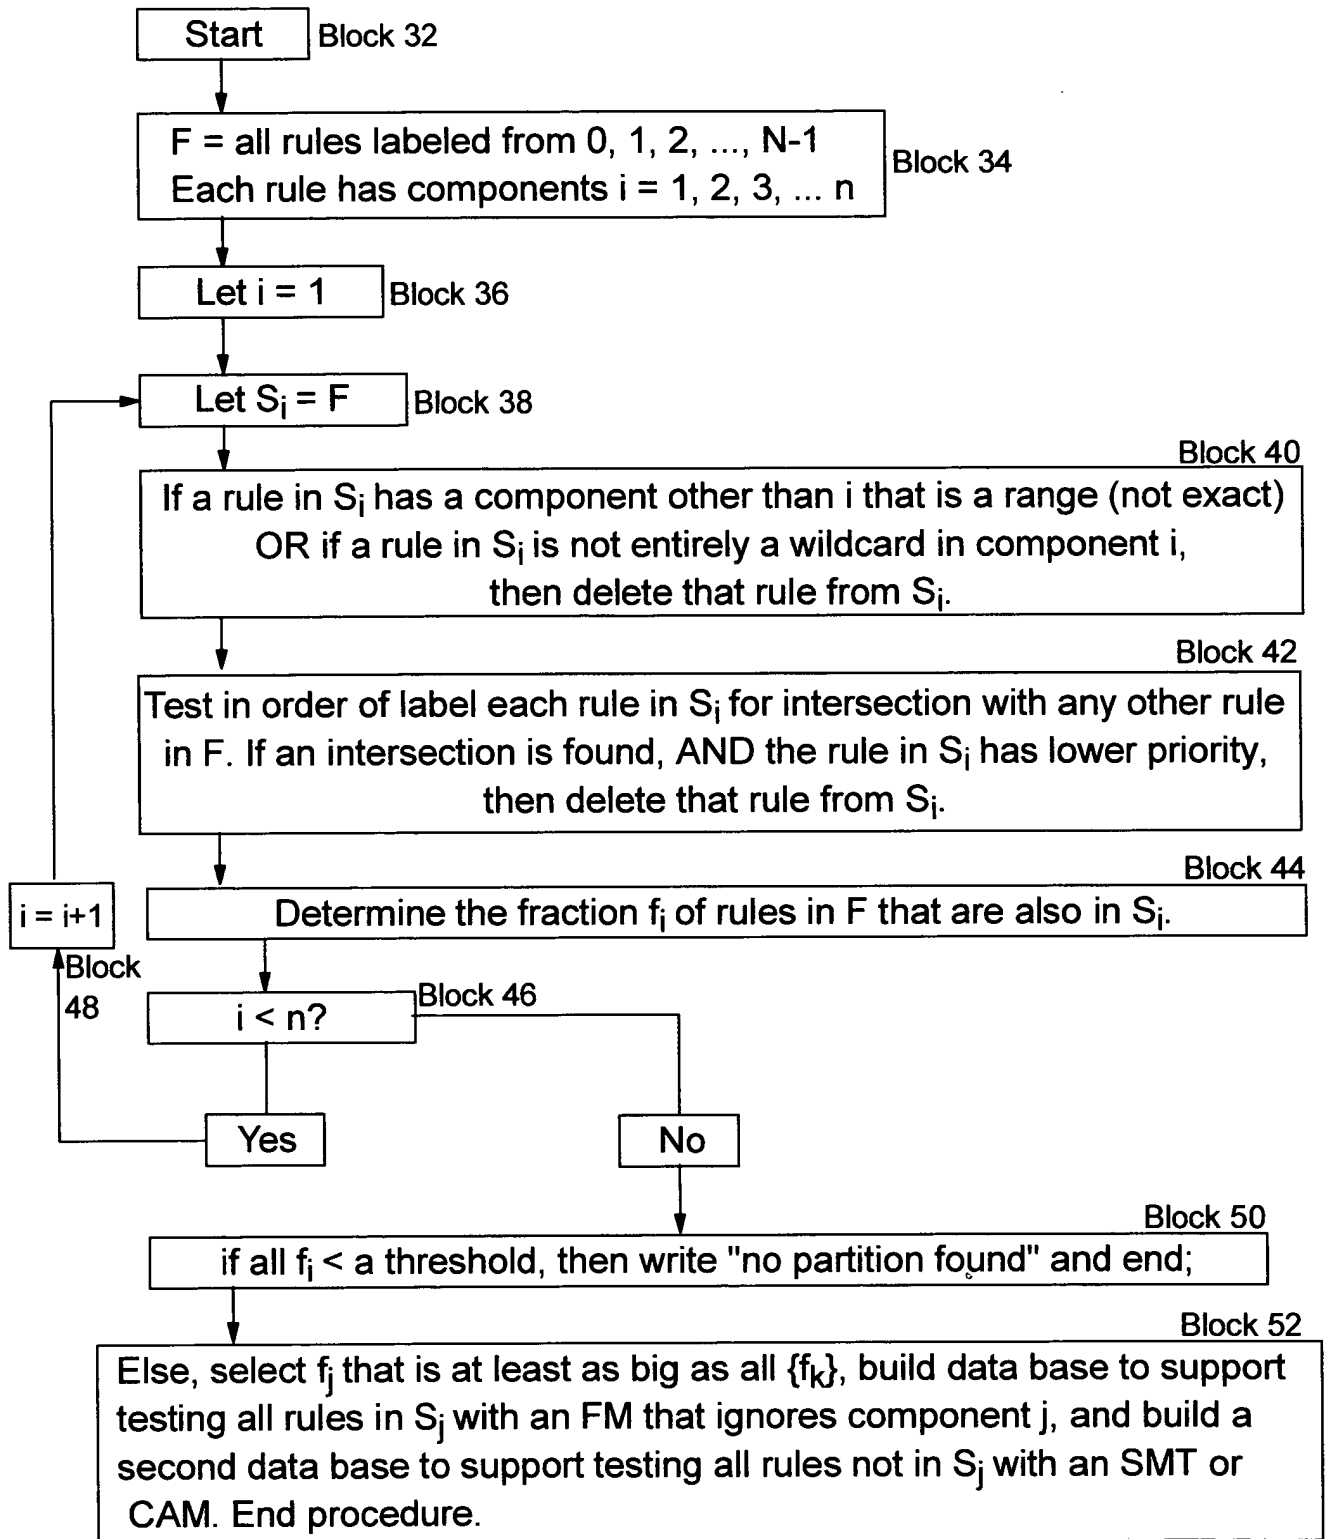 Start
Block 32
F = all rules labeled from 0, 1, 2, ..., N-1
Each rule has components i = 1, 2, 3, ... n
Block 34
Let i = 1
Block 36
Let Si = F
Block 38
Block 40
If a rule in Si has a component other than i that is a range (not exact)
OR if a rule in Si is not entirely a wildcard in component i,
then delete that rule from Si.
Block 42
Test in order of label each rule in Si for intersection with any other rule
in F. If an intersection is found, AND the rule in Si has lower priority,
then delete that rule from Si.
Block 44
Determine the fraction fi of rules in F that are also in Si.
i = i+1
Block
48
Block 46
i < n?
Yes
No
Block 50
if all fi < a threshold, then write "no partition found" and end;
Block 52
Else, select fj that is at least as big as all {fk}, build data base to support
testing all rules in Sj with an FM that ignores component j, and build a
second data base to support testing all rules not in Sj with an SMT or
CAM. End procedure.